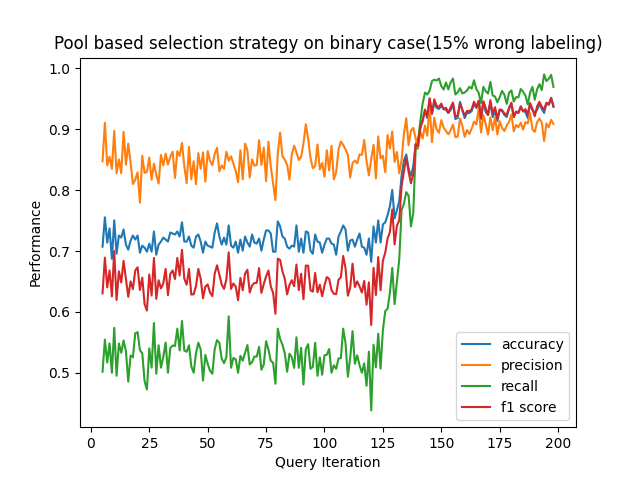 Pool based selection strategy on binary case(15% wrong labeling)
1.0
0.9
0.8
0.7
0.6
0.5
Performance
0 25 50 75 100 125 150 175 200
Query Iteration
accuracy
precision
recall
f1 score